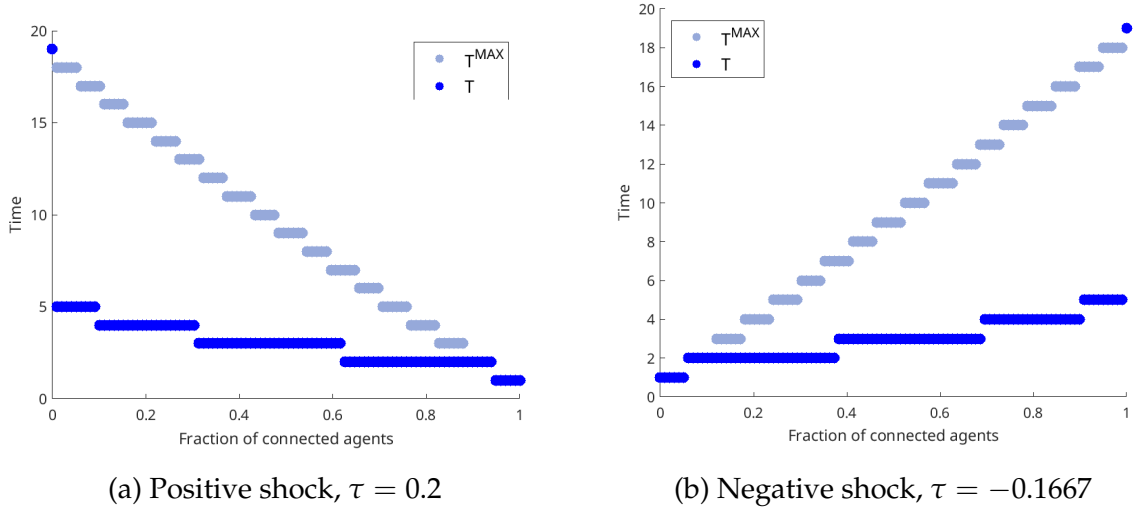 20
15
10
5
0
Time
T^MAX
T
0
0.2
0.4
0.6
0.8
1
Fraction of connected agents
(a) Positive shock, τ = 0.2
20
18
16
14
12
10
8
6
4
2
0
Time
T^MAX
T
0
0.2
0.4
0.6
0.8
1
Fraction of connected agents
(b) Negative shock, τ = −0.1667